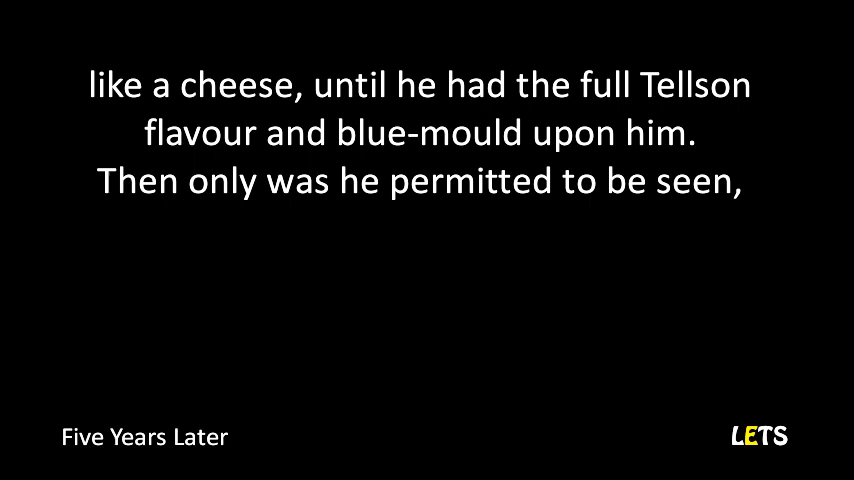 like a cheese, until he had the full Tellson
flavour and blue-mould upon him.
Then only was he permitted to be seen,
Five Years Later
LETS